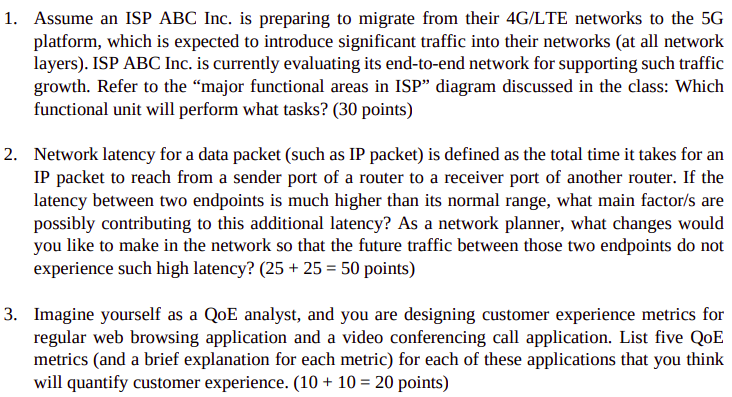 1. Assume an ISP ABC Inc. is preparing to migrate from their 4G/LTE networks to the 5G
platform, which is expected to introduce significant traffic into their networks (at all network
layers). ISP ABC Inc. is currently evaluating its end-to-end network for supporting such traffic
growth. Refer to the “major functional areas in ISP” diagram discussed in the class: Which
functional unit will perform what tasks? (30 points)
2. Network latency for a data packet (such as IP packet) is defined as the total time it takes for an
IP packet to reach from a sender port of a router to a receiver port of another router. If the
latency between two endpoints is much higher than its normal range, what main factor/s are
possibly contributing to this additional latency? As a network planner, what changes would
you like to make in the network so that the future traffic between those two endpoints do not
experience such high latency? (25 + 25 = 50 points)
3. Imagine yourself as a QoE analyst, and you are designing customer experience metrics for
regular web browsing application and a video conferencing call application. List five QoE
metrics (and a brief explanation for each metric) for each of these applications that you think
will quantify customer experience. (10 + 10 = 20 points)